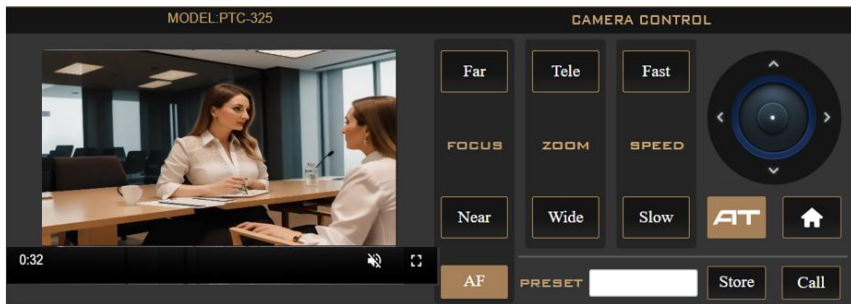 MODEL:PTC-325
CAMERA CONTROL
Far
Tele
Fast
FOCUS
ZOOM
SPEED
Near
Wide
Slow
AT
0:32
AF
PRESET
Store
Call